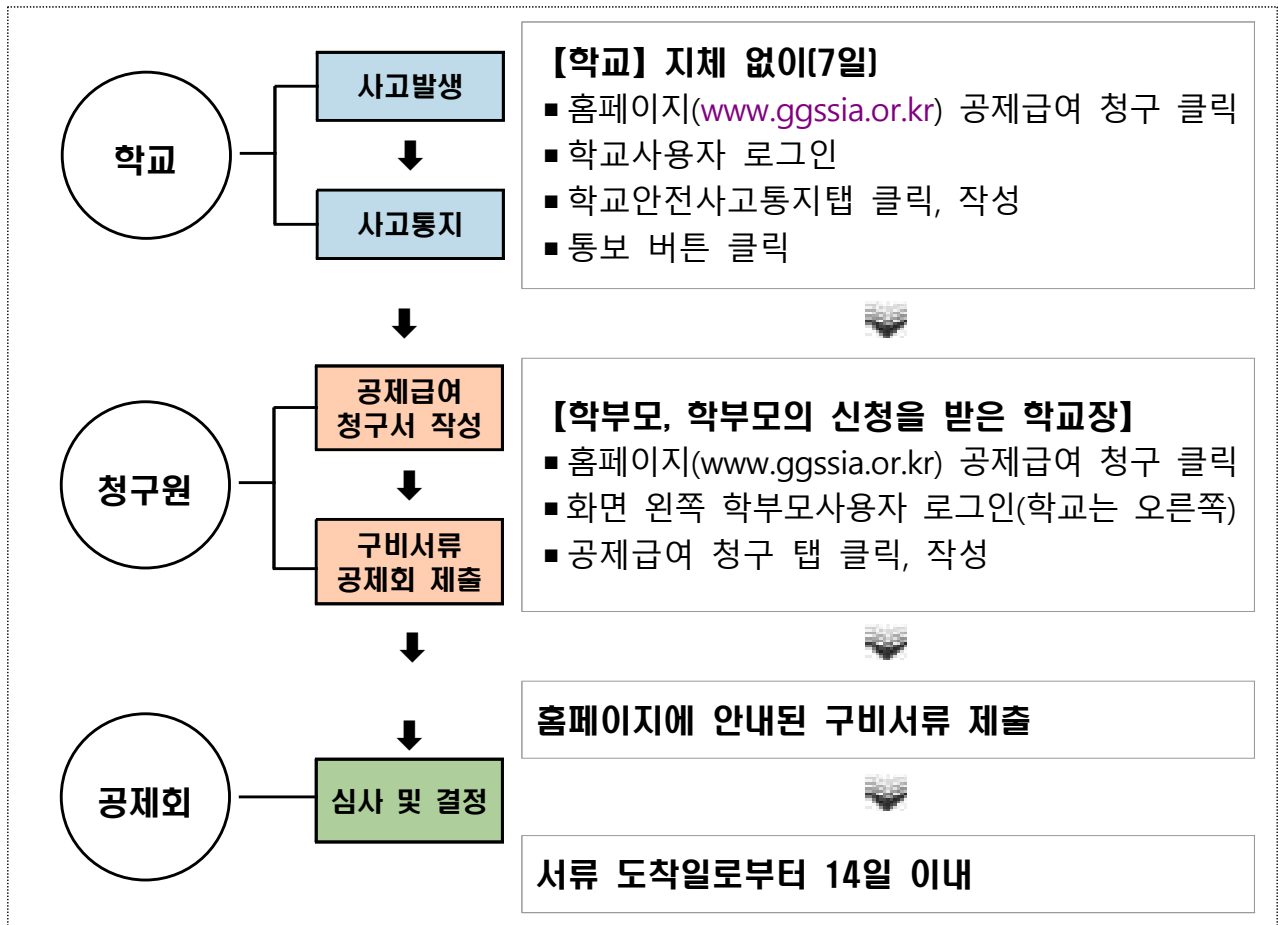 학교
사고발생
사고통지
【학교】 지체 없이(7일)
▪홈페이지(www.ggssia.or.kr) 공제급여 청구 클릭
▪학교사용자 로그인
▪학교안전사고통지탭 클릭, 작성
▪통보 버튼 클릭
청구원
공제급여
청구서 작성
구비서류
공제회 제출
【학부모, 학부모의 신청을 받은 학교장】
▪홈페이지(www.ggssia.or.kr) 공제급여 청구 클릭
▪화면 왼쪽 학부모사용자 로그인(학교는 오른쪽)
▪공제급여 청구 탭 클릭, 작성
홈페이지에 안내된 구비서류 제출
공제회
심사 및 결정
서류 도착일로부터 14일 이내